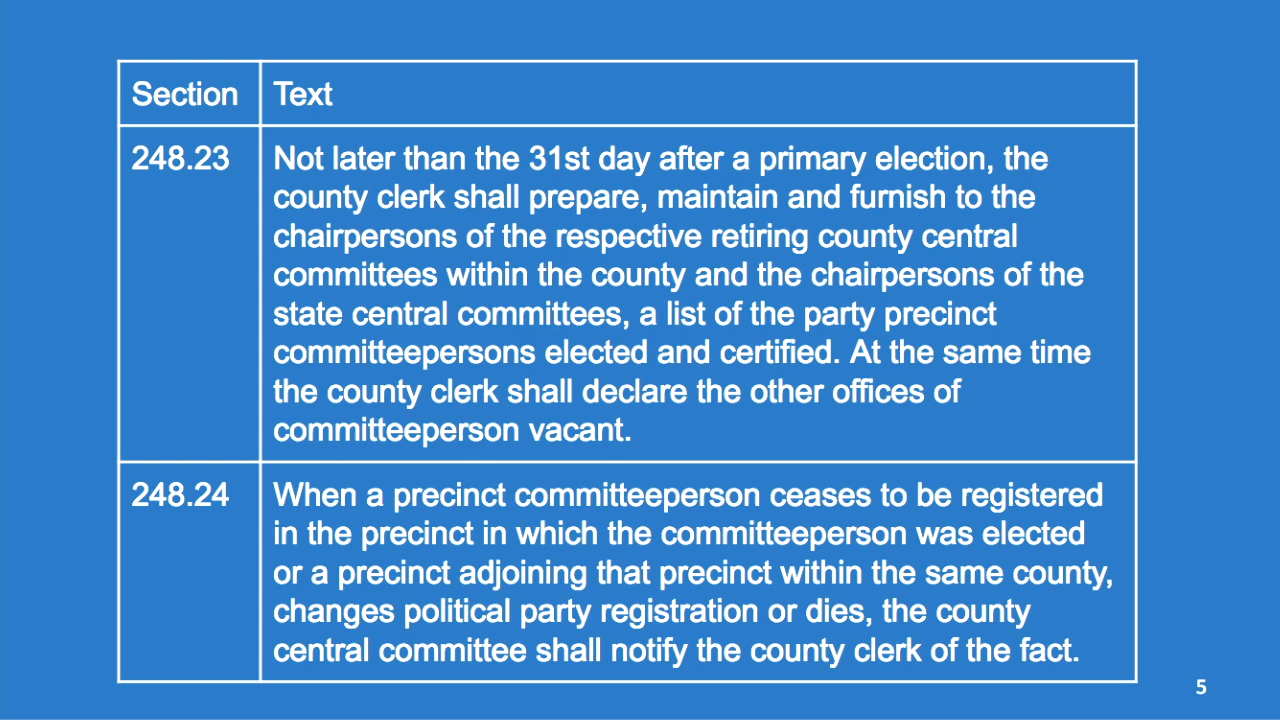 Section Text
248.23 Not later than the 31st day after a primary election, the
county clerk shall prepare, maintain and furnish to the
chairpersons of the respective retiring county central
committees within the county and the chairpersons of the
state central committees, a list of the party precinct
committeepersons elected and certified. At the same time
the county clerk shall declare the other offices of
committeeperson vacant.
248.24 When a precinct committeeperson ceases to be registered
in the precinct in which the committeeperson was elected
or a precinct adjoining that precinct within the same county,
changes political party registration or dies, the county
central committee shall notify the county clerk of the fact.
5